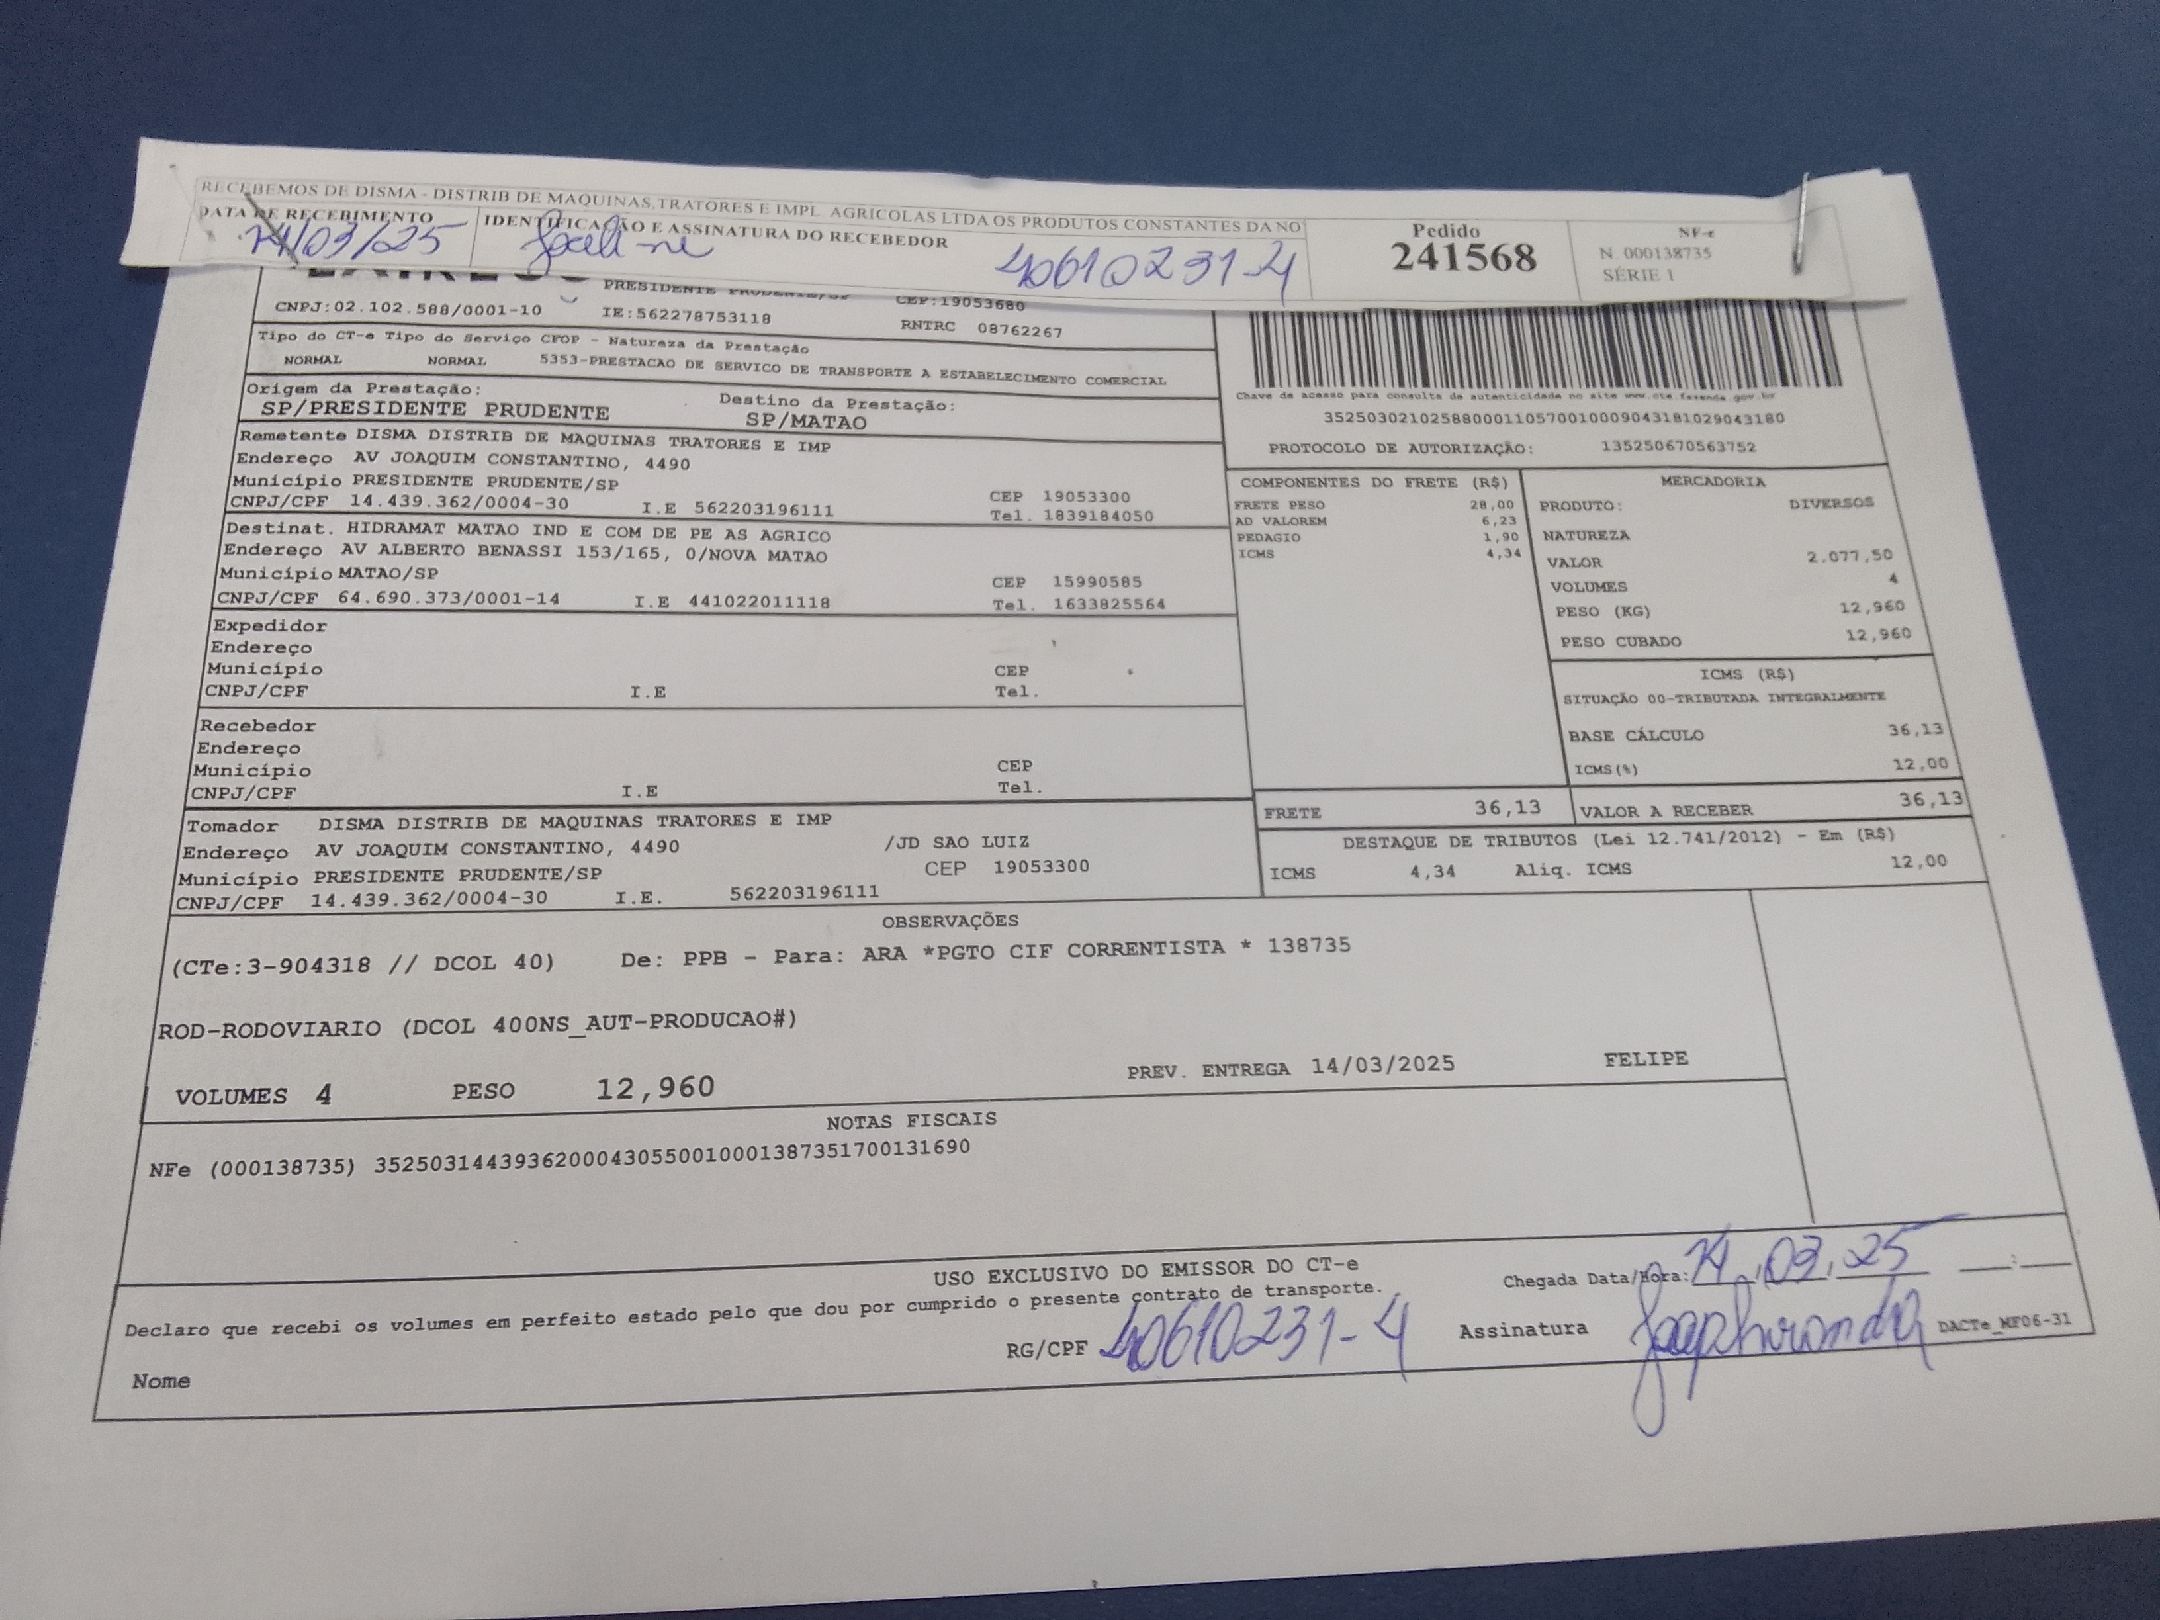 RECEBEMOS DE DISMA - DISTRIB DE MAQUINAS,TRATORES E IMPL AGRICOLAS LTDA OS PRODUTOS CONSTANTES DA NO
DATA DE RECEBIMENTO
IDENTIFICAÇÃO E ASSINATURA DO RECEBEDOR
14/03/25
40610231-4
Pedido
241568
NF-e
N. 000138735
SÉRIE 1
PRESIDENTE PRUDENTE/SP CEP:19053680
CNPJ:02.102.588/0001-10 IE:562278753118 RNTRC 08762267
Tipo do CT-e Tipo do Serviço CFOP - Natureza da Prestação
NORMAL NORMAL 5353-PRESTACAO DE SERVICO DE TRANSPORTE A ESTABELECIMENTO COMERCIAL
Origem da Prestação: Destino da Prestação:
SP/PRESIDENTE PRUDENTE SP/MATAO
Chave de acesso para consulta de autenticidade no site www.cte.fazenda.gov.br
35250302102588000110570010009043181029043180
PROTOCOLO DE AUTORIZAÇÃO: 135250670563752
Remetente DISMA DISTRIB DE MAQUINAS TRATORES E IMP
Endereço AV JOAQUIM CONSTANTINO, 4490
Município PRESIDENTE PRUDENTE/SP CEP 19053300
CNPJ/CPF 14.439.362/0004-30 I.E 562203196111 Tel. 1839184050
Destinat. HIDRAMAT MATAO IND E COM DE PE AS AGRICO
Endereço AV ALBERTO BENASSI 153/165, 0/NOVA MATAO
Município MATAO/SP CEP 15990585
CNPJ/CPF 64.690.373/0001-14 I.E 441022011118 Tel. 1633825564
Expedidor
Endereço
Município CEP
CNPJ/CPF I.E Tel.
Recebedor
Endereço
Município CEP
CNPJ/CPF I.E Tel.
Tomador DISMA DISTRIB DE MAQUINAS TRATORES E IMP
Endereço AV JOAQUIM CONSTANTINO, 4490 /JD SAO LUIZ
Município PRESIDENTE PRUDENTE/SP CEP 19053300
CNPJ/CPF 14.439.362/0004-30 I.E. 562203196111
COMPONENTES DO FRETE (R$)
FRETE PESO 28,00
AD VALOREM 6,23
PEDAGIO 1,90
ICMS 4,34
MERCADORIA
PRODUTO: DIVERSOS
NATUREZA
VALOR 2.077,50
VOLUMES 4
PESO (KG) 12,960
PESO CUBADO 12,960
ICMS (R$)
SITUAÇÃO 00-TRIBUTADA INTEGRALMENTE
BASE CÁLCULO 36,13
ICMS(%) 12,00
FRETE 36,13 VALOR A RECEBER 36,13
DESTAQUE DE TRIBUTOS (Lei 12.741/2012) - Em (R$)
ICMS 4,34 Aliq. ICMS 12,00
OBSERVAÇÕES
(CTe:3-904318 // DCOL 40) De: PPB - Para: ARA *PGTO CIF CORRENTISTA * 138735
ROD-RODOVIARIO (DCOL 400NS_AUT-PRODUCAO#)
VOLUMES 4 PESO 12,960 PREV. ENTREGA 14/03/2025 FELIPE
NOTAS FISCAIS
NFe (000138735) 35250314439362000430550010001387351700131690
USO EXCLUSIVO DO EMISSOR DO CT-e
Declaro que recebi os volumes em perfeito estado pelo que dou por cumprido o presente contrato de transporte.
Chegada Data/Hora: 14 03 25
Nome RG/CPF 40610231-4 Assinatura
DACTe_MF06-31